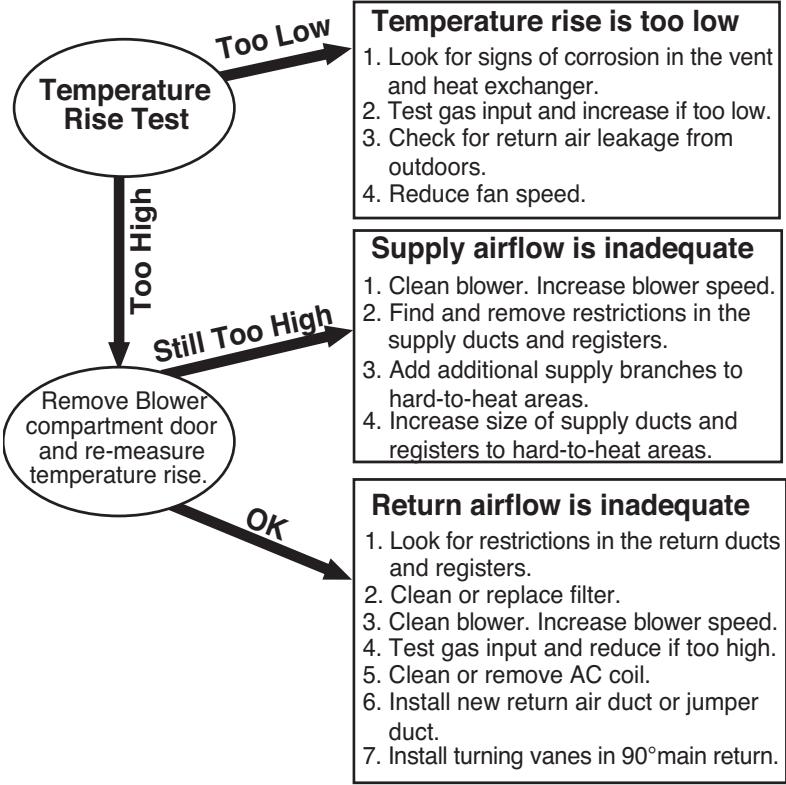 Temperature
Rise Test
Too Low
Temperature rise is too low
1. Look for signs of corrosion in the vent
and heat exchanger.
2. Test gas input and increase if too low.
3. Check for return air leakage from
outdoors.
4. Reduce fan speed.
Too High
Remove Blower
compartment door
and re-measure
temperature rise.
Still Too High
Supply airflow is inadequate
1. Clean blower. Increase blower speed.
2. Find and remove restrictions in the
supply ducts and registers.
3. Add additional supply branches to
hard-to-heat areas.
4. Increase size of supply ducts and
registers to hard-to-heat areas.
OK
Return airflow is inadequate
1. Look for restrictions in the return ducts
and registers.
2. Clean or replace filter.
3. Clean blower. Increase blower speed.
4. Test gas input and reduce if too high.
5. Clean or remove AC coil.
6. Install new return air duct or jumper
duct.
7. Install turning vanes in 90°main return.